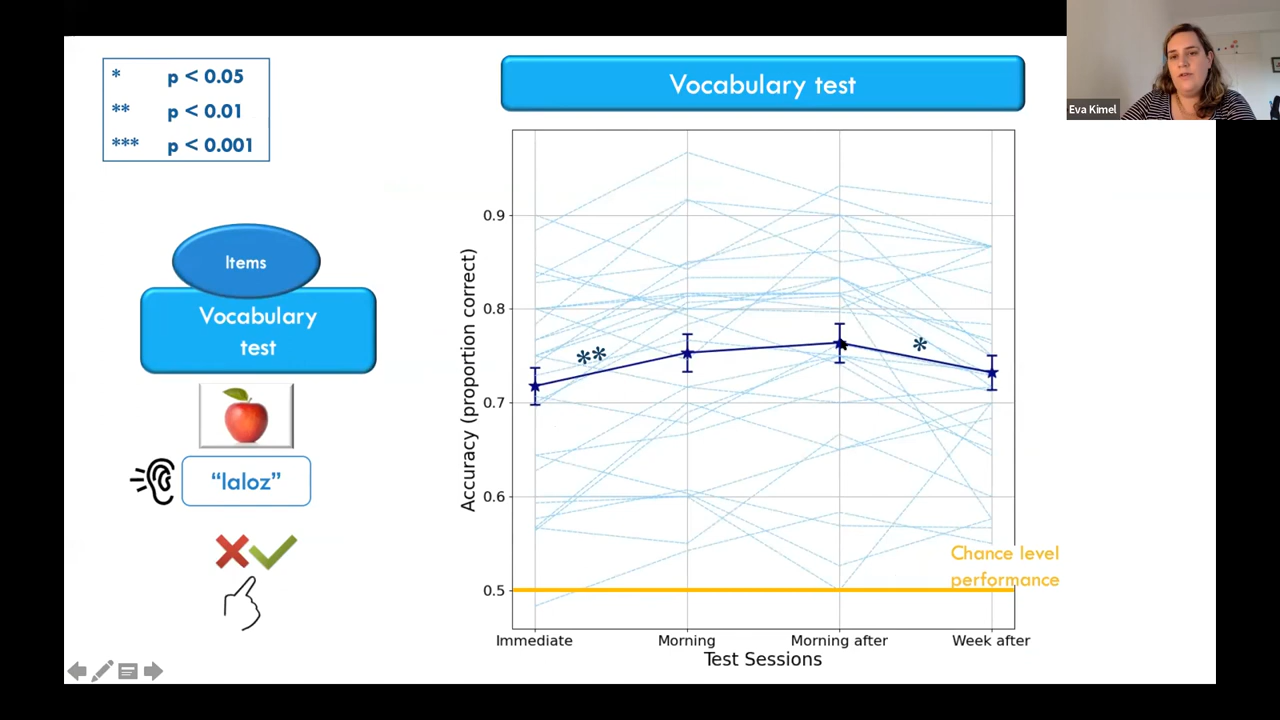 * p < 0.05
** p < 0.01
*** p < 0.001
Vocabulary test
Eva Kimel
Items
Vocabulary
test
"laloz"
Accuracy (proportion correct)
0.9
0.8
0.7
0.6
0.5
**
*
Chance level
performance
Immediate Morning Morning after Week after
Test Sessions